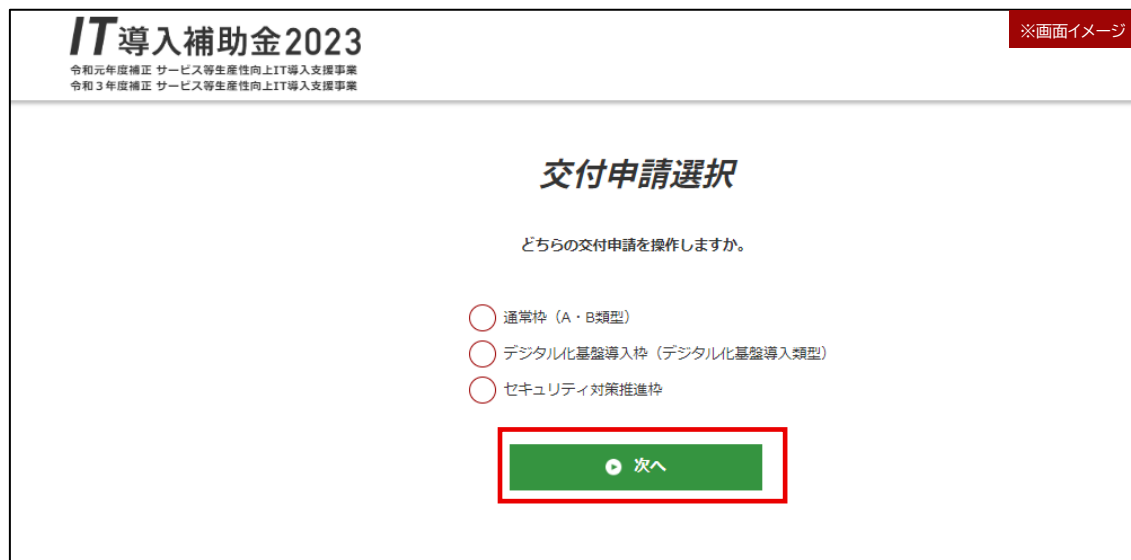 IT導入補助金2023
※画面イメージ
令和元年度補正 サービス等生産性向上IT導入支援事業
令和3年度補正 サービス等生産性向上IT導入支援事業
交付申請選択
どちらの交付申請を操作しますか。
通常枠（A・B類型）
デジタル化基盤導入枠（デジタル化基盤導入類型）
セキュリティ対策推進枠
次へ